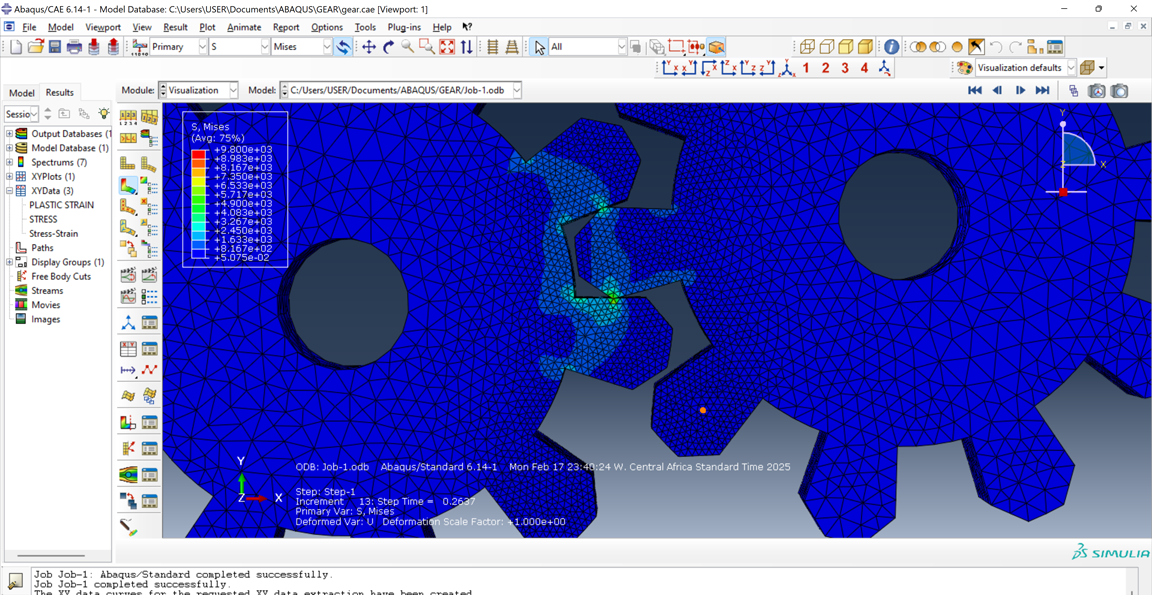 Abaqus/CAE 6.14-1 - Model Database: C:\Users\USER\Documents\ABAQUS\GEAR\gear.cae [Viewport: 1]
File Model Viewport View Result Plot Animate Report Options Tools Plug-ins Help
Primary S Mises All
1 2 3 4 Visualization defaults
Model Results Module: Visualization Model: C:/Users/USER/Documents/ABAQUS/GEAR/Job-1.odb
Sessio
Output Databases (1
Model Database (1)
Spectrums (7)
XYPlots (1)
XYData (3)
PLASTIC STRAIN
STRESS
Stress-Strain
Paths
Display Groups (1)
Free Body Cuts
Streams
Movies
Images
S, Mises
(Avg: 75%)
+9.800e+03
+8.983e+03
+8.167e+03
+7.350e+03
+6.533e+03
+5.717e+03
+4.900e+03
+4.083e+03
+3.267e+03
+2.450e+03
+1.633e+03
+8.167e+02
+5.075e-02
Y
Z X
Y
Z X
ODB: Job-1.odb Abaqus/Standard 6.14-1 Mon Feb 17 23:40:24 W. Central Africa Standard Time 2025
Step: Step-1
Increment 13: Step Time = 0.2637
Primary Var: S, Mises
Deformed Var: U Deformation Scale Factor: +1.000e+00
SIMULIA
Job Job-1: Abaqus/Standard completed successfully.
Job Job-1 completed successfully.
The XY data curves for the requested XY data extraction have been created